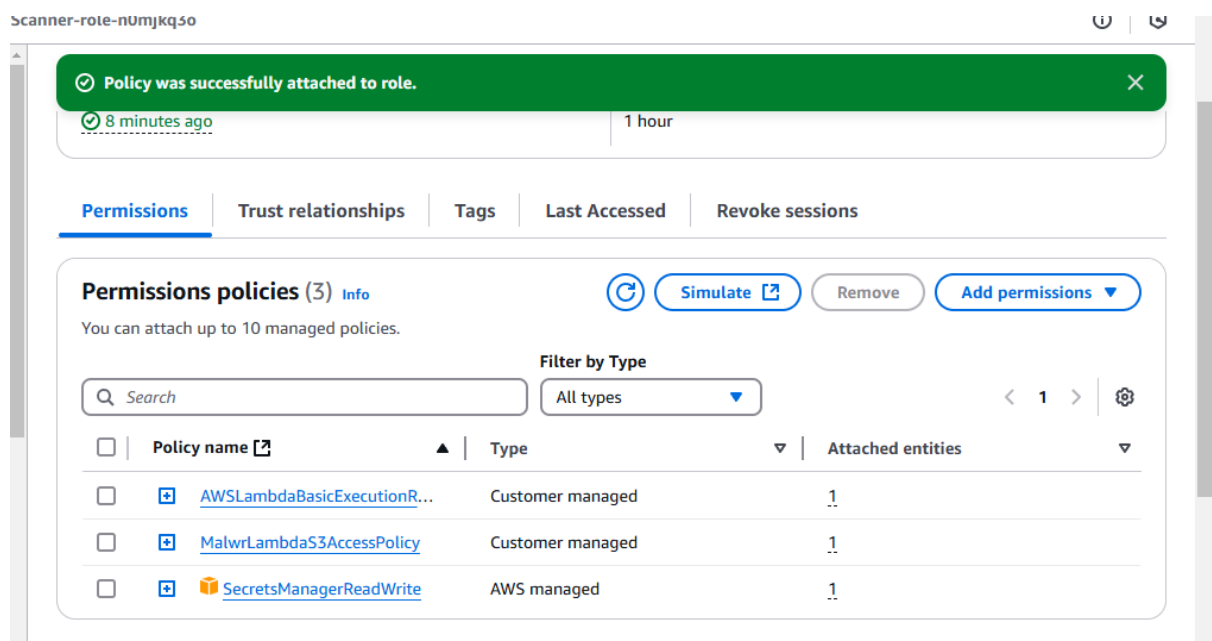 Scanner-role-n0mjkq3o
Policy was successfully attached to role.
8 minutes ago
1 hour
Permissions
Trust relationships
Tags
Last Accessed
Revoke sessions
Permissions policies (3) Info
Simulate
Remove
Add permissions
You can attach up to 10 managed policies.
Filter by Type
Search
All types
1
Policy name
Type
Attached entities
AWSLambdaBasicExecutionR...
Customer managed
1
MalwrLambdaS3AccessPolicy
Customer managed
1
SecretsManagerReadWrite
AWS managed
1